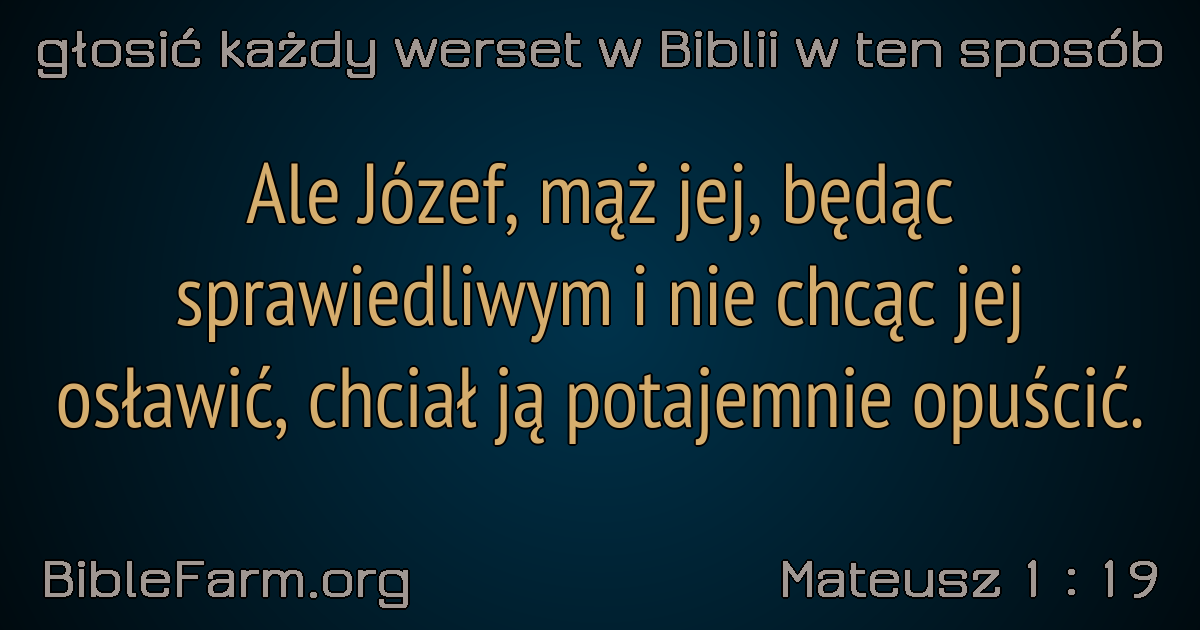 głosić każdy werset w Biblii w ten sposób
Ale Józef, mąż jej, będąc
sprawiedliwym i nie chcąc jej
osławić, chciał ją potajemnie opuścić.
BibleFarm.org
Mateusz 1 : 19